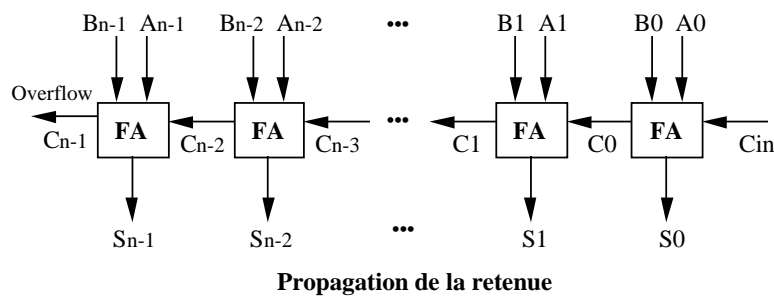 Bn-1 An-1 Bn-2 An-2 ... B1 A1 B0 A0
Overflow
FA FA ... FA FA
Cn-1 Cn-2 Cn-3 C1 C0 Cin
Sn-1 Sn-2 ... S1 S0
Propagation de la retenue